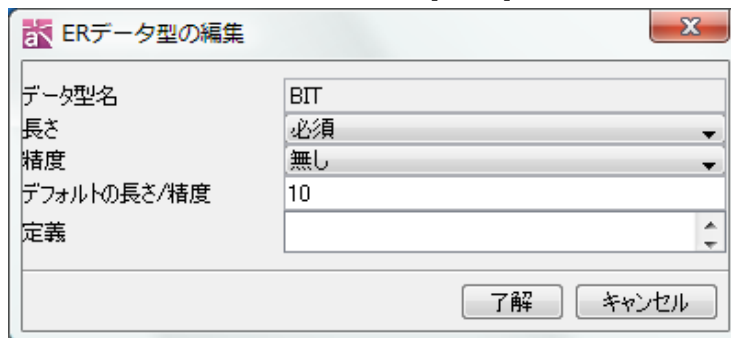 ERデータ型の編集
データ型名 BIT
長さ 必須
精度 無し
デフォルトの長さ/精度 10
定義
了解 キャンセル